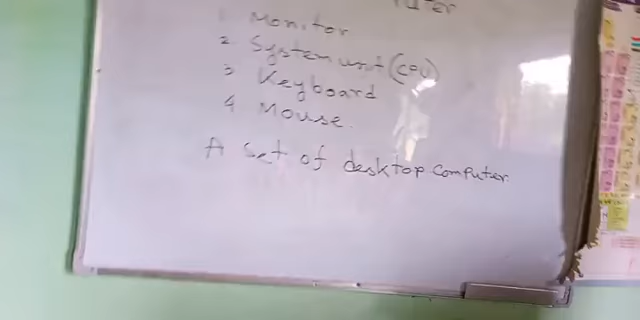 1 Monitor
2 System unit (CPU)
3 Keyboard
4 Mouse.
A set of desktop computer.